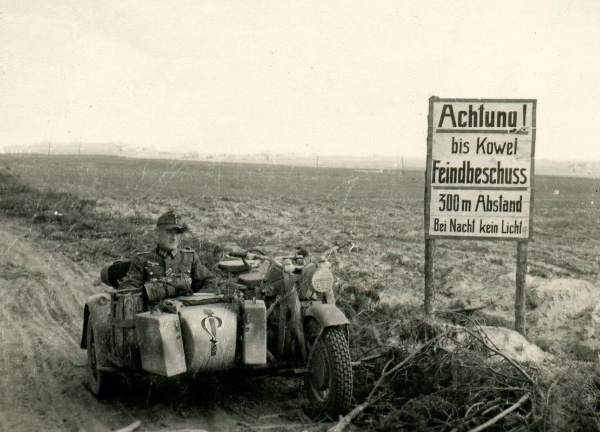 Achtung!
bis Kowel
Feindbeschuss
300 m Abstand
Bei Nacht kein Licht